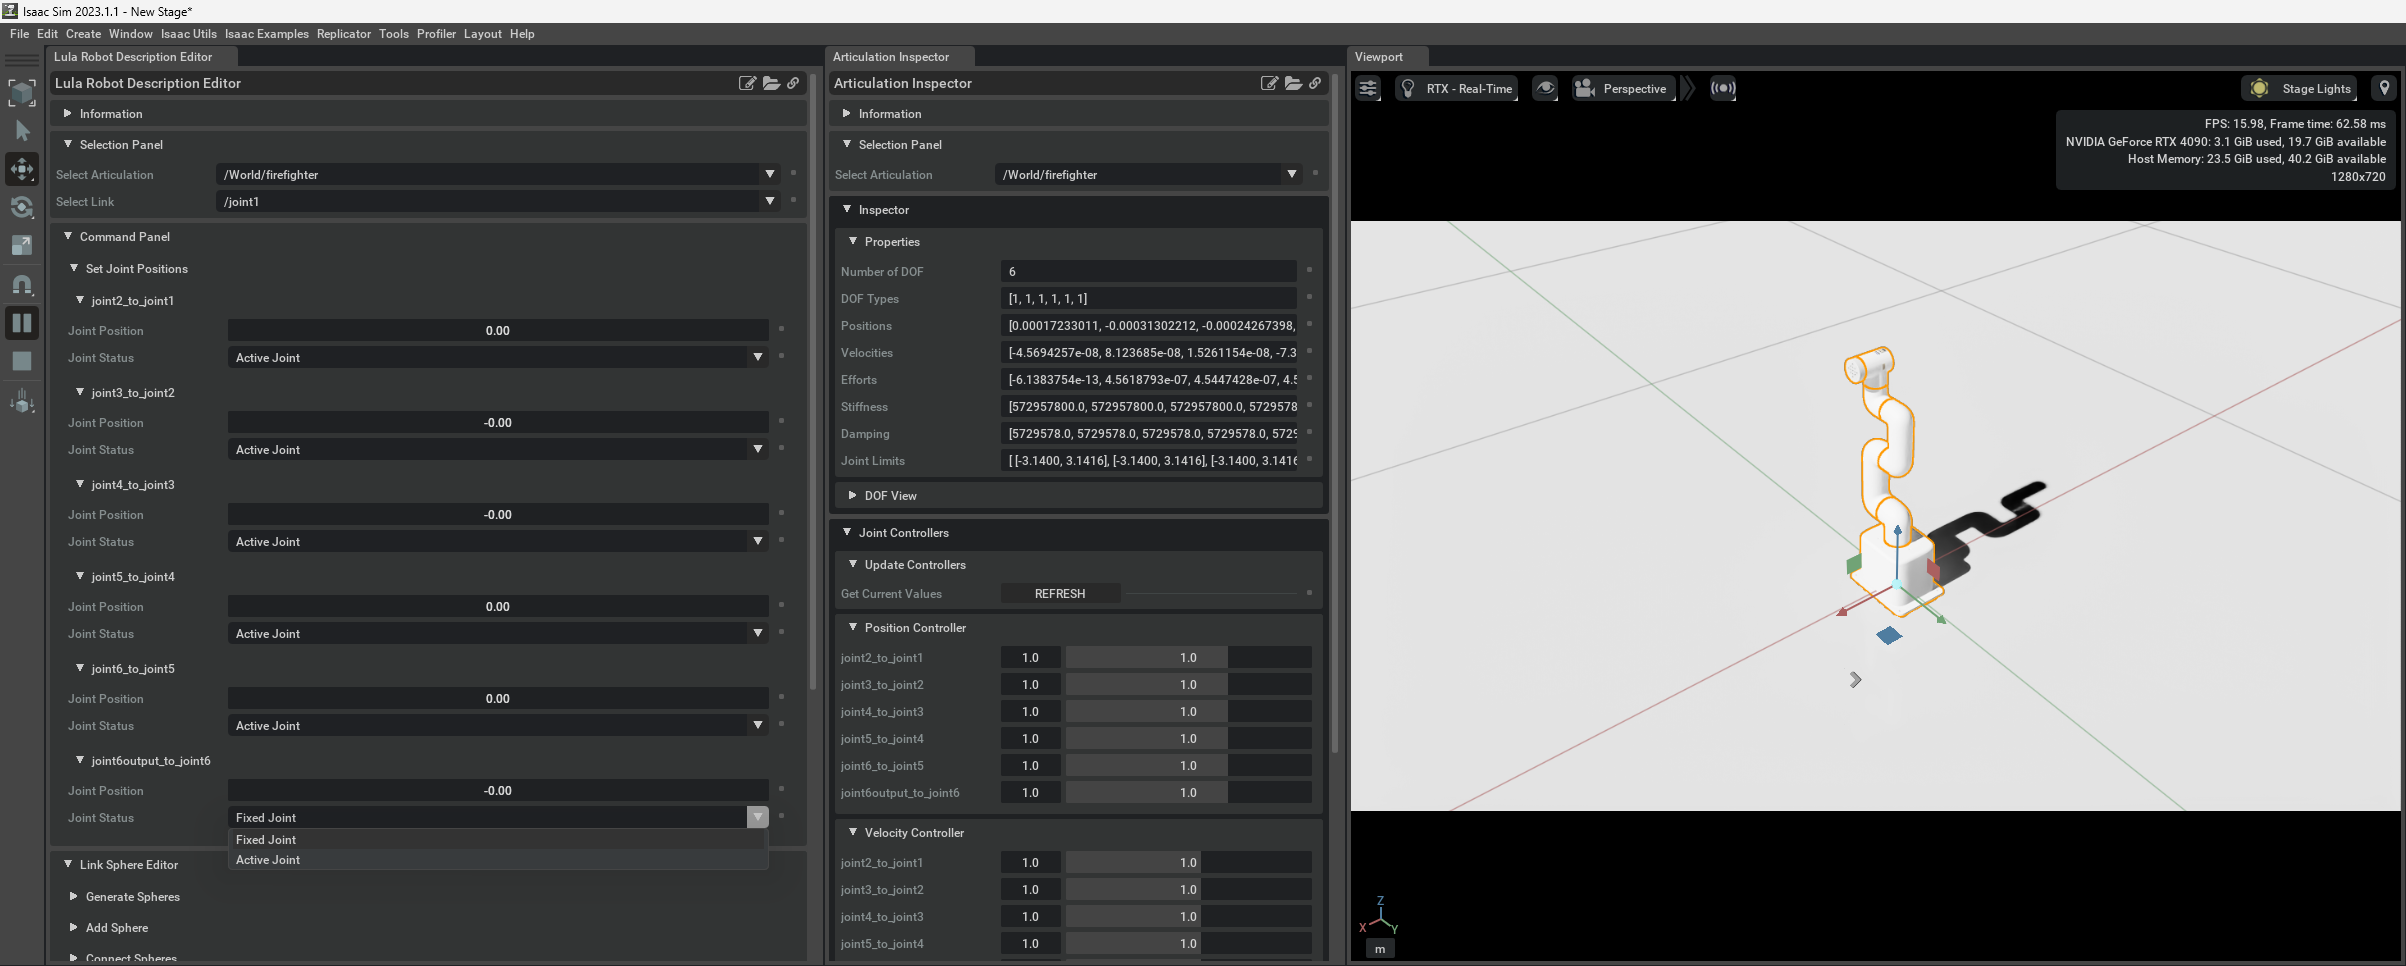 Isaac Sim 2023.1.1 - New Stage*
File Edit Create Window Isaac Utils Isaac Examples Replicator Tools Profiler Layout Help
Lula Robot Description Editor
Lula Robot Description Editor
Information
Selection Panel
Select Articulation /World/firefighter
Select Link /joint1
Command Panel
Set Joint Positions
joint2_to_joint1
Joint Position 0.00
Joint Status Active Joint
joint3_to_joint2
Joint Position -0.00
Joint Status Active Joint
joint4_to_joint3
Joint Position -0.00
Joint Status Active Joint
joint5_to_joint4
Joint Position 0.00
Joint Status Active Joint
joint6_to_joint5
Joint Position 0.00
Joint Status Active Joint
joint6output_to_joint6
Joint Position -0.00
Joint Status Fixed Joint
Fixed Joint
Active Joint
Link Sphere Editor
Generate Spheres
Add Sphere
Connect Spheres
Articulation Inspector
Articulation Inspector
Information
Selection Panel
Select Articulation /World/firefighter
Inspector
Properties
Number of DOF 6
DOF Types [1, 1, 1, 1, 1, 1]
Positions [0.00017233011, -0.00031302212, -0.00024267398,
Velocities [-4.5694257e-08, 8.123685e-08, 1.5261154e-08, -7.3
Efforts [-6.1383754e-13, 4.5618793e-07, 4.5447428e-07, 4.5
Stiffness [572957800.0, 572957800.0, 572957800.0, 5729578
Damping [5729578.0, 5729578.0, 5729578.0, 5729578.0, 5729
Joint Limits [ [-3.1400, 3.1416], [-3.1400, 3.1416], [-3.1400, 3.1416
DOF View
Joint Controllers
Update Controllers
Get Current Values REFRESH
Position Controller
joint2_to_joint1 1.0 1.0
joint3_to_joint2 1.0 1.0
joint4_to_joint3 1.0 1.0
joint5_to_joint4 1.0 1.0
joint6_to_joint5 1.0 1.0
joint6output_to_joint6 1.0 1.0
Velocity Controller
joint2_to_joint1 1.0 1.0
joint3_to_joint2 1.0 1.0
joint4_to_joint3 1.0 1.0
joint5_to_joint4 1.0 1.0
Viewport
RTX - Real-Time Perspective Stage Lights
FPS: 15.98, Frame time: 62.58 ms
NVIDIA GeForce RTX 4090: 3.1 GiB used, 19.7 GiB available
Host Memory: 23.5 GiB used, 40.2 GiB available
1280x720
Z
X Y
m